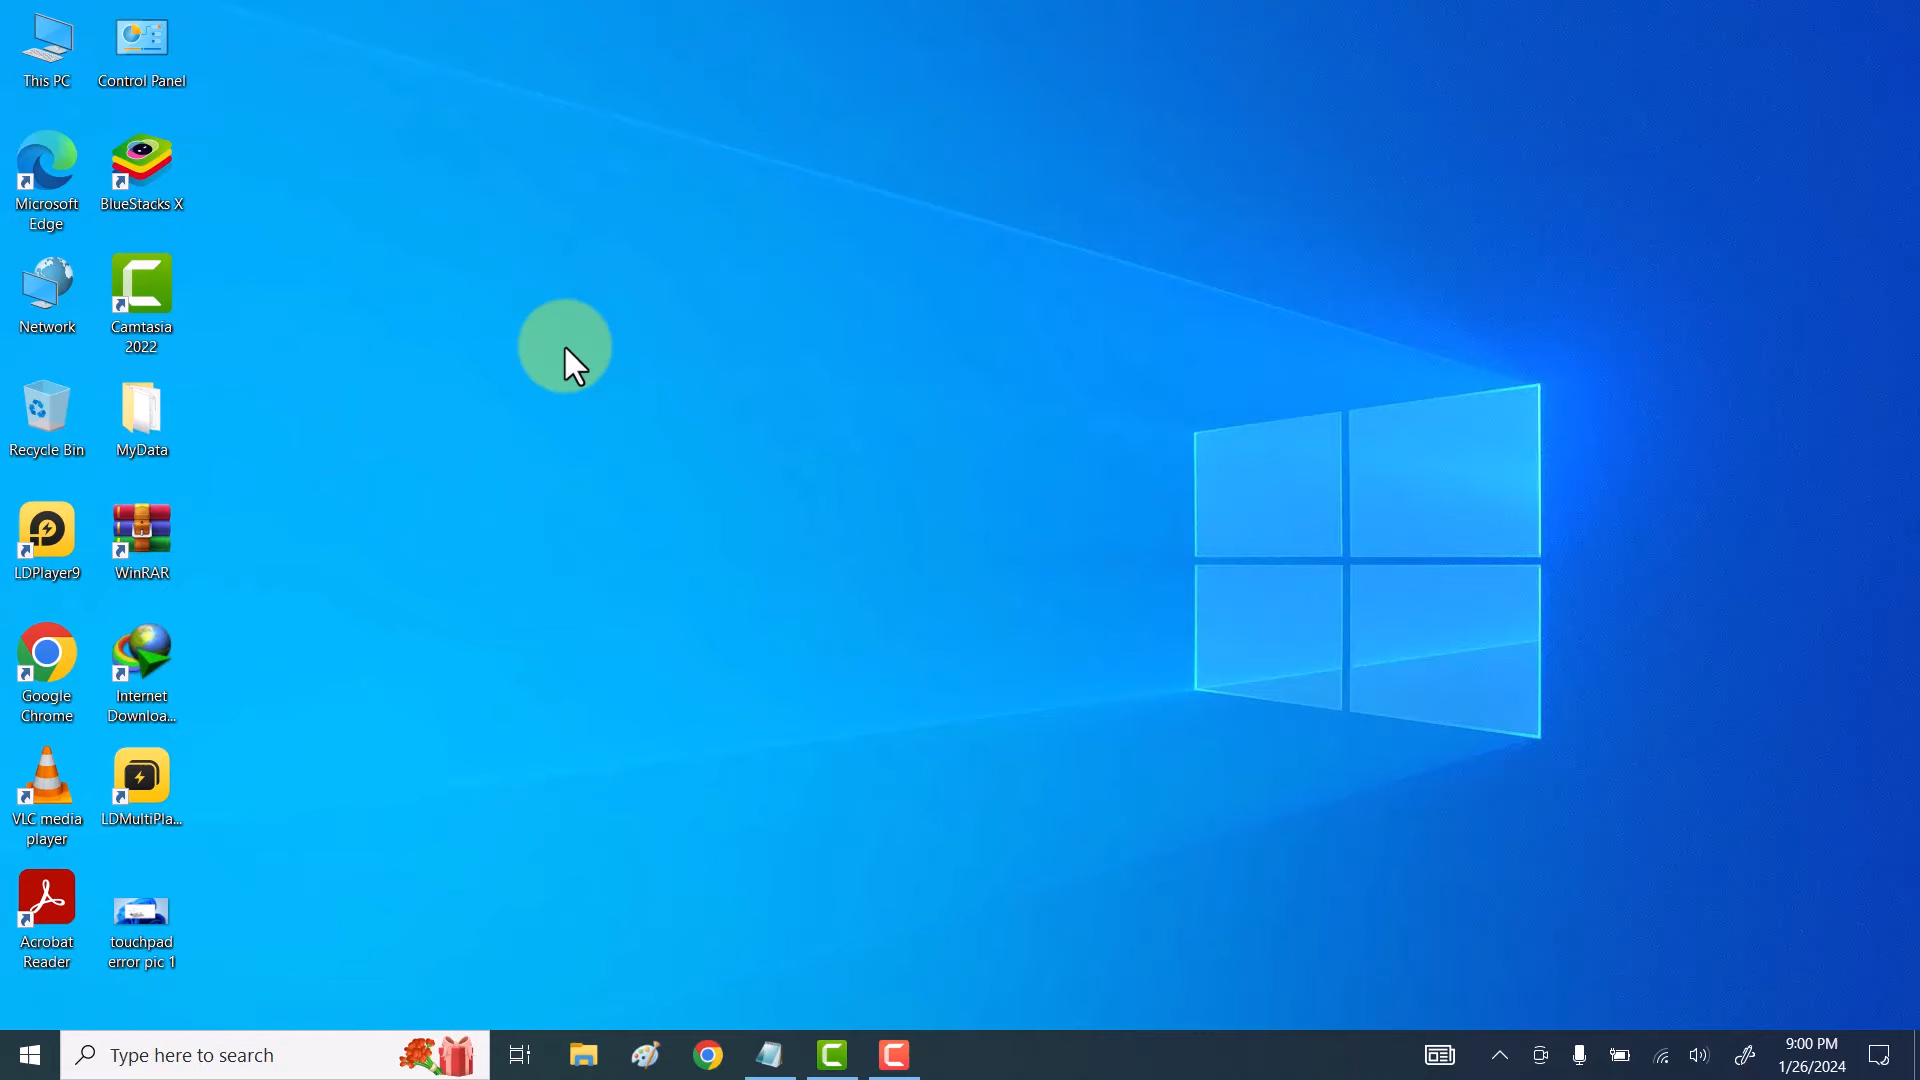 This PC
Control Panel
Microsoft
Edge
BlueStacks X
Network
Camtasia
2022
Recycle Bin
MyData
LDPlayer9
WinRAR
Google
Chrome
Internet
Downloa...
VLC media
player
LDMultiPla...
Acrobat
Reader
touchpad
error pic 1
Type here to search
9:00 PM
1/26/2024